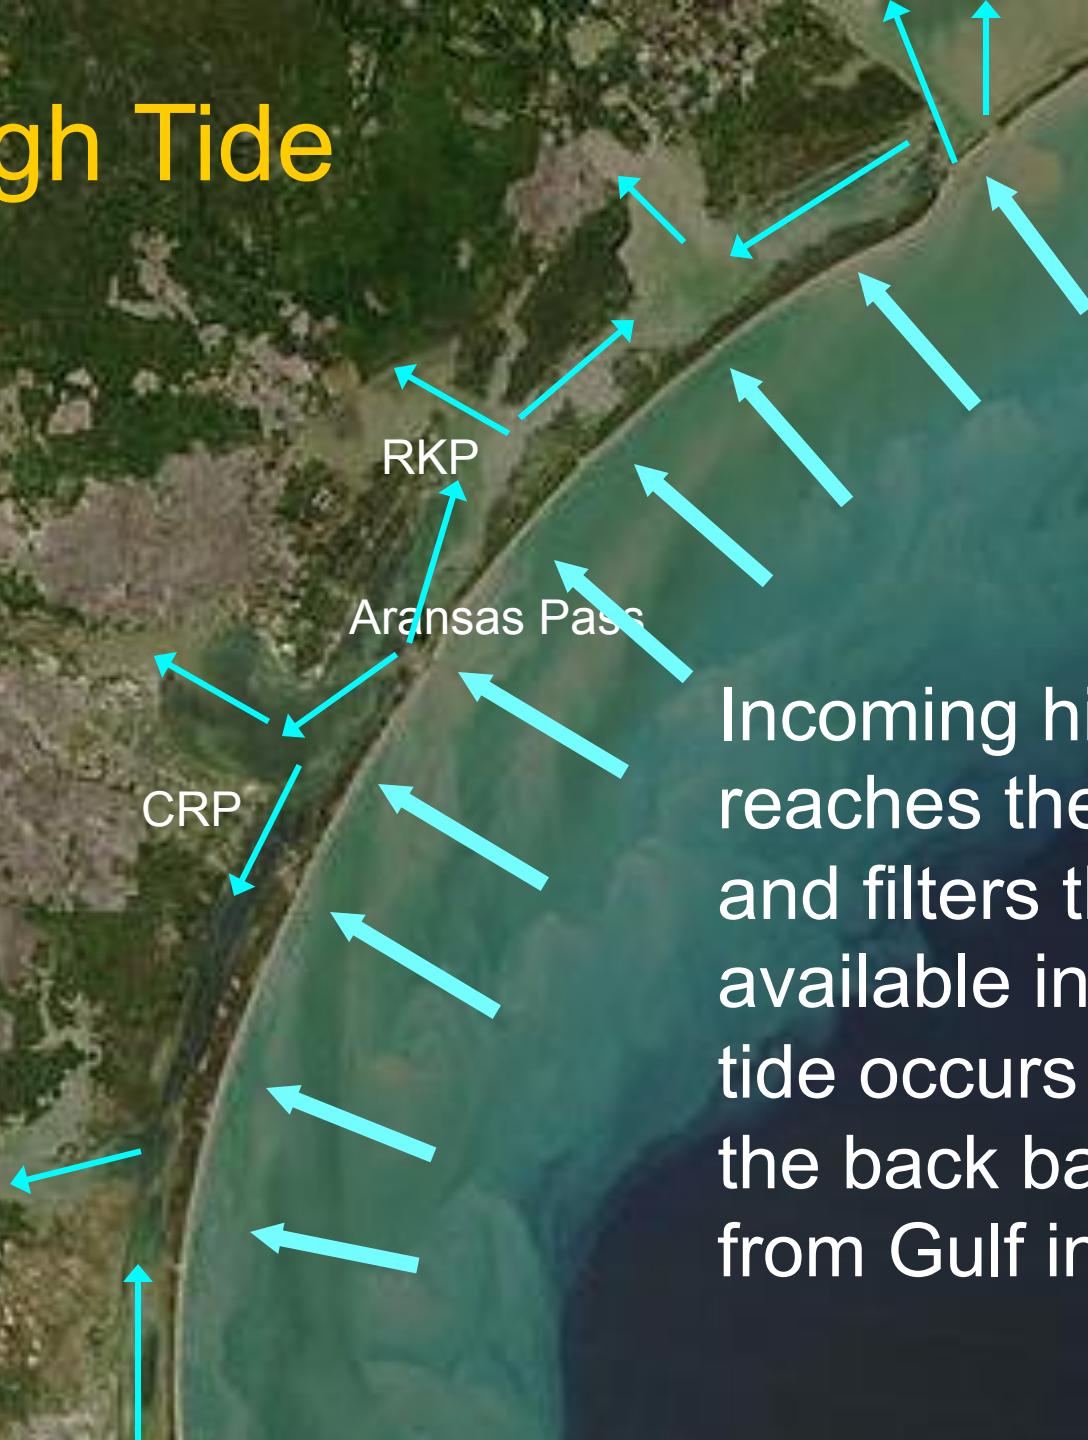 gh Tide
RKP
Aransas Pass
CRP
Incoming hi
reaches the
and filters t
available in
tide occurs
the back ba
from Gulf in